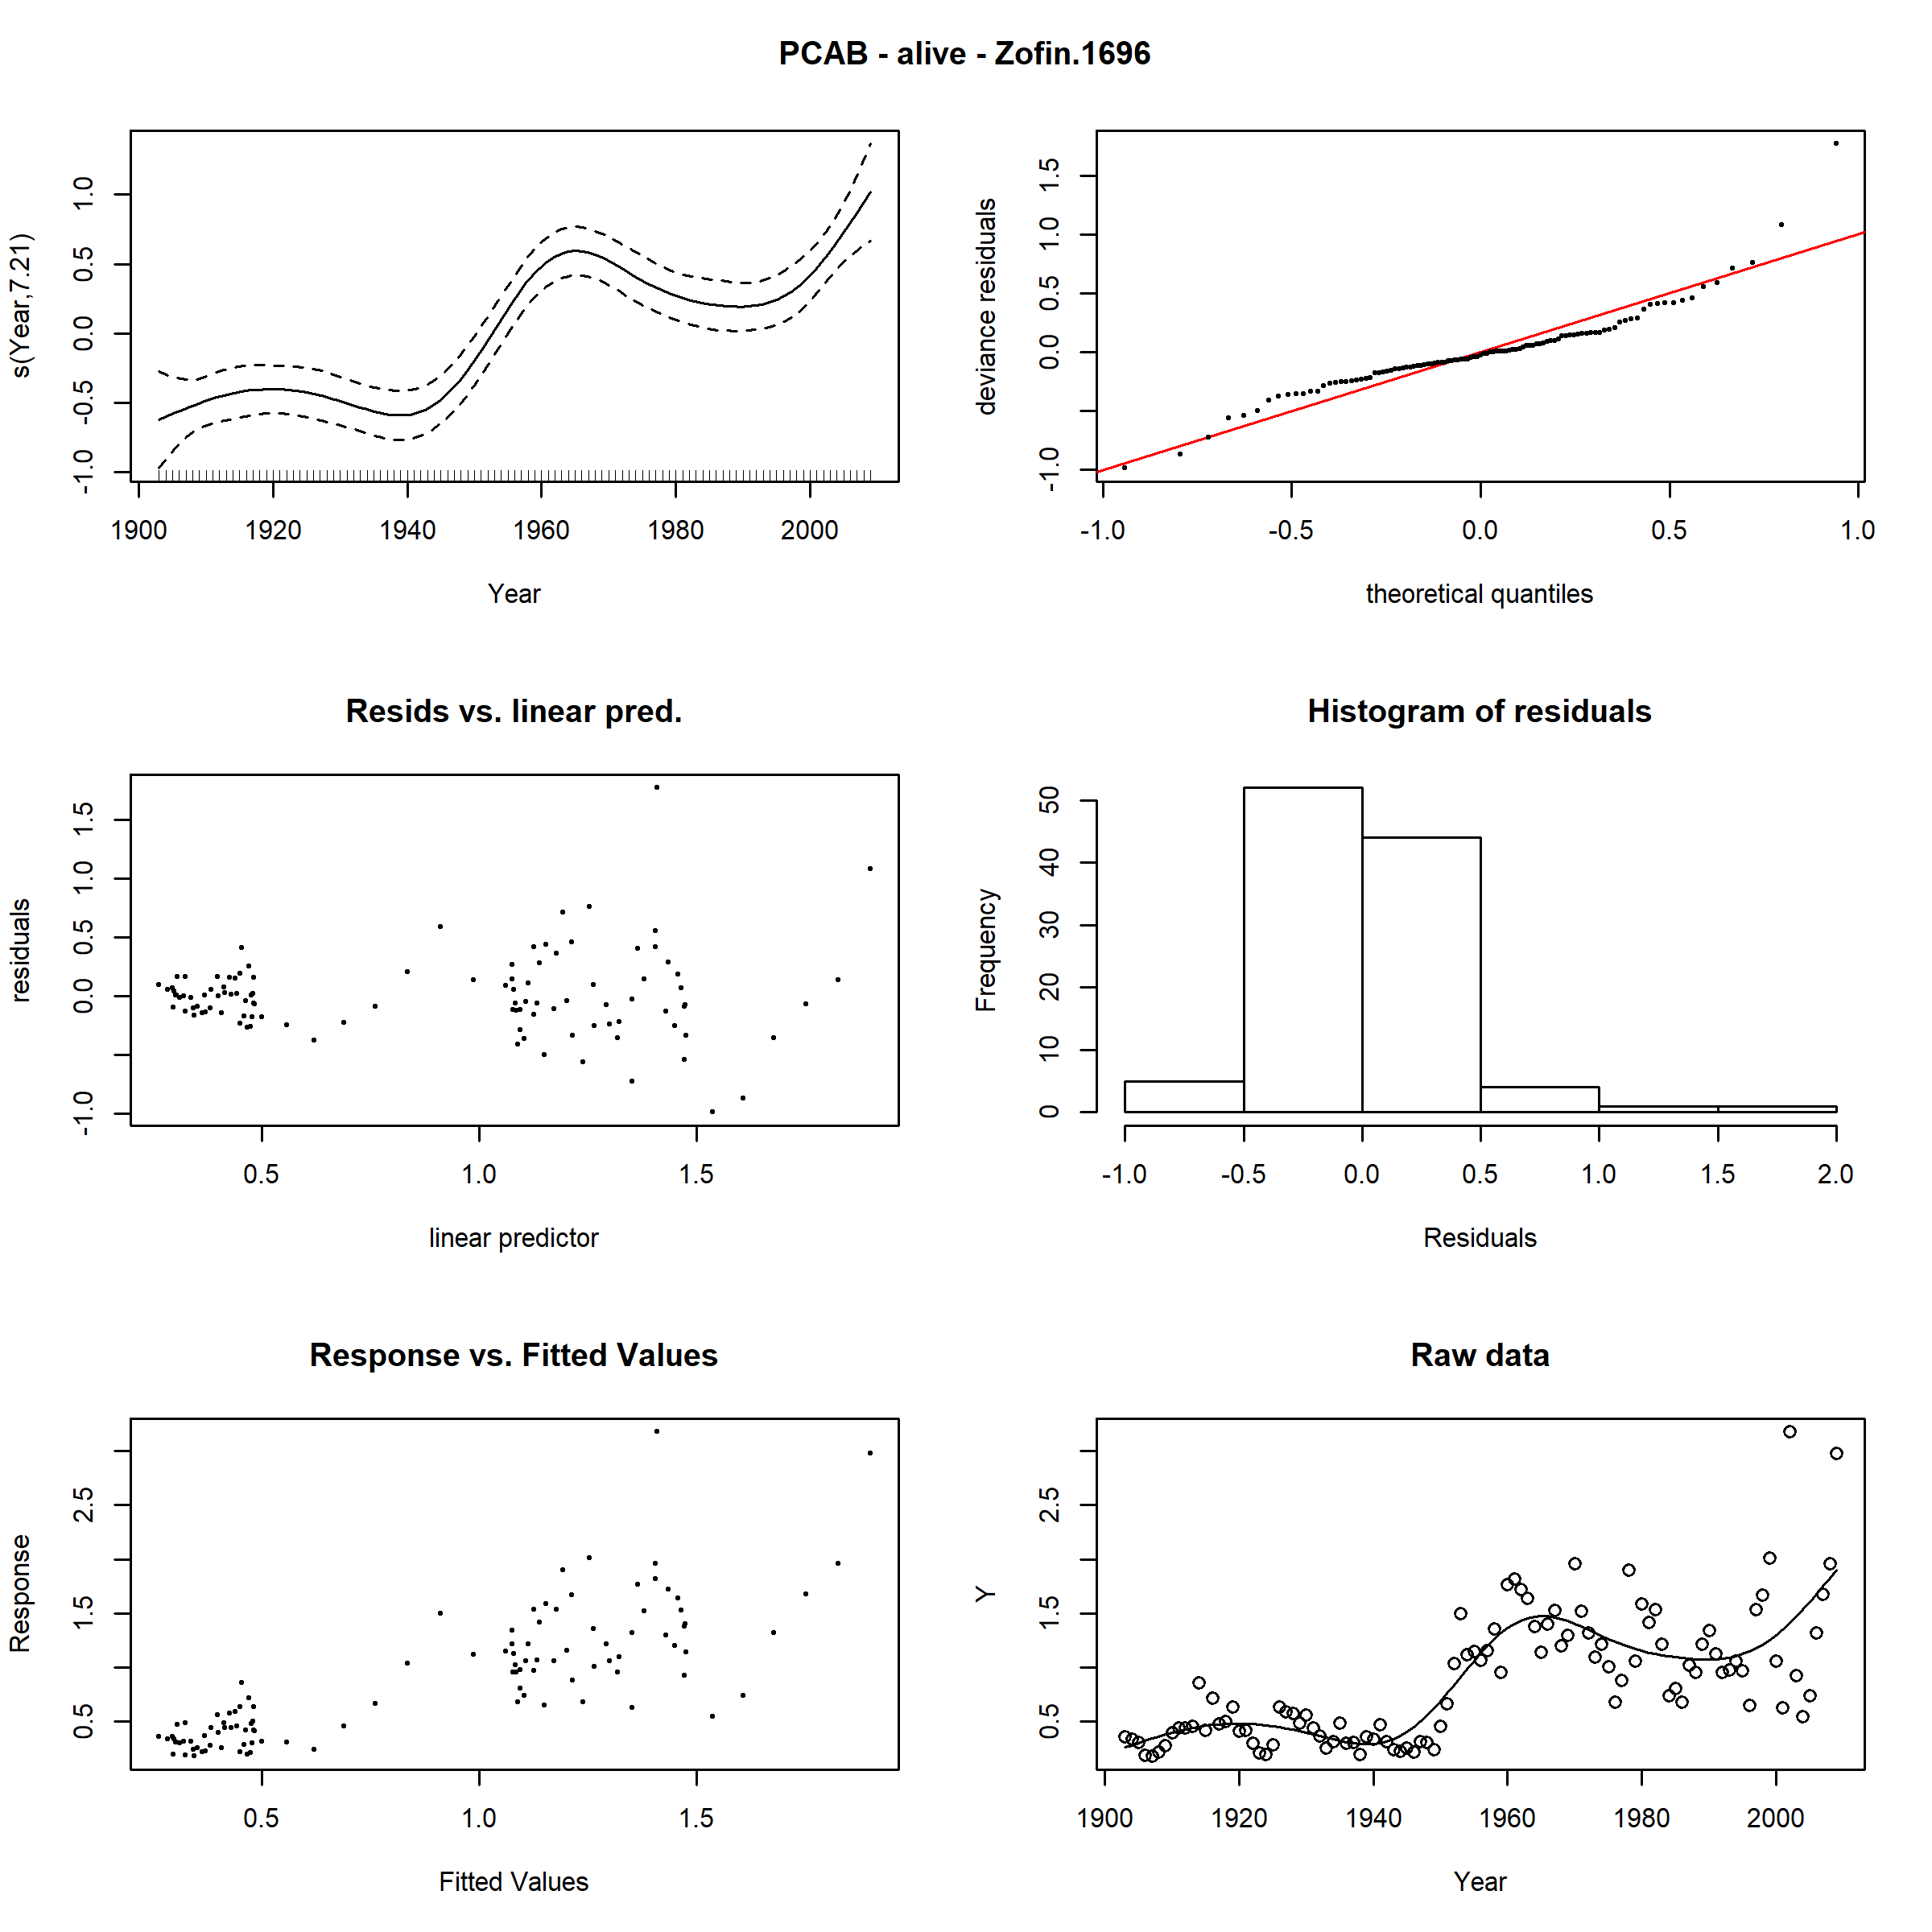 PCAB - alive - Zofin.1696
s(Year,7.21)
-1.0 -0.5 0.0 0.5 1.0
1900 1920 1940 1960 1980 2000
Year
deviance residuals
-1.0 0.0 0.5 1.0 1.5
-1.0 -0.5 0.0 0.5 1.0
theoretical quantiles
Resids vs. linear pred.
residuals
-1.0 0.0 0.5 1.0 1.5
0.5 1.0 1.5
linear predictor
Histogram of residuals
Frequency
0 10 20 30 40 50
-1.0 -0.5 0.0 0.5 1.0 1.5 2.0
Residuals
Response vs. Fitted Values
Response
0.5 1.5 2.5
0.5 1.0 1.5
Fitted Values
Raw data
Y
0.5 1.5 2.5
1900 1920 1940 1960 1980 2000
Year